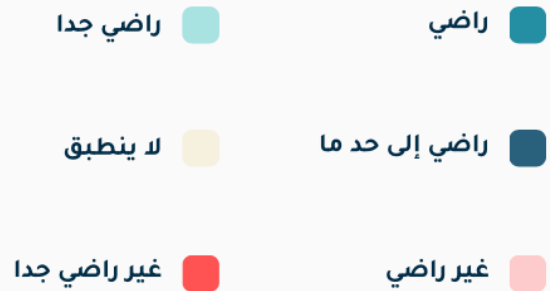 راضي
راضي جدا
راضي إلى حد ما
لا ينطبق
غير راضي
غير راضي جدا